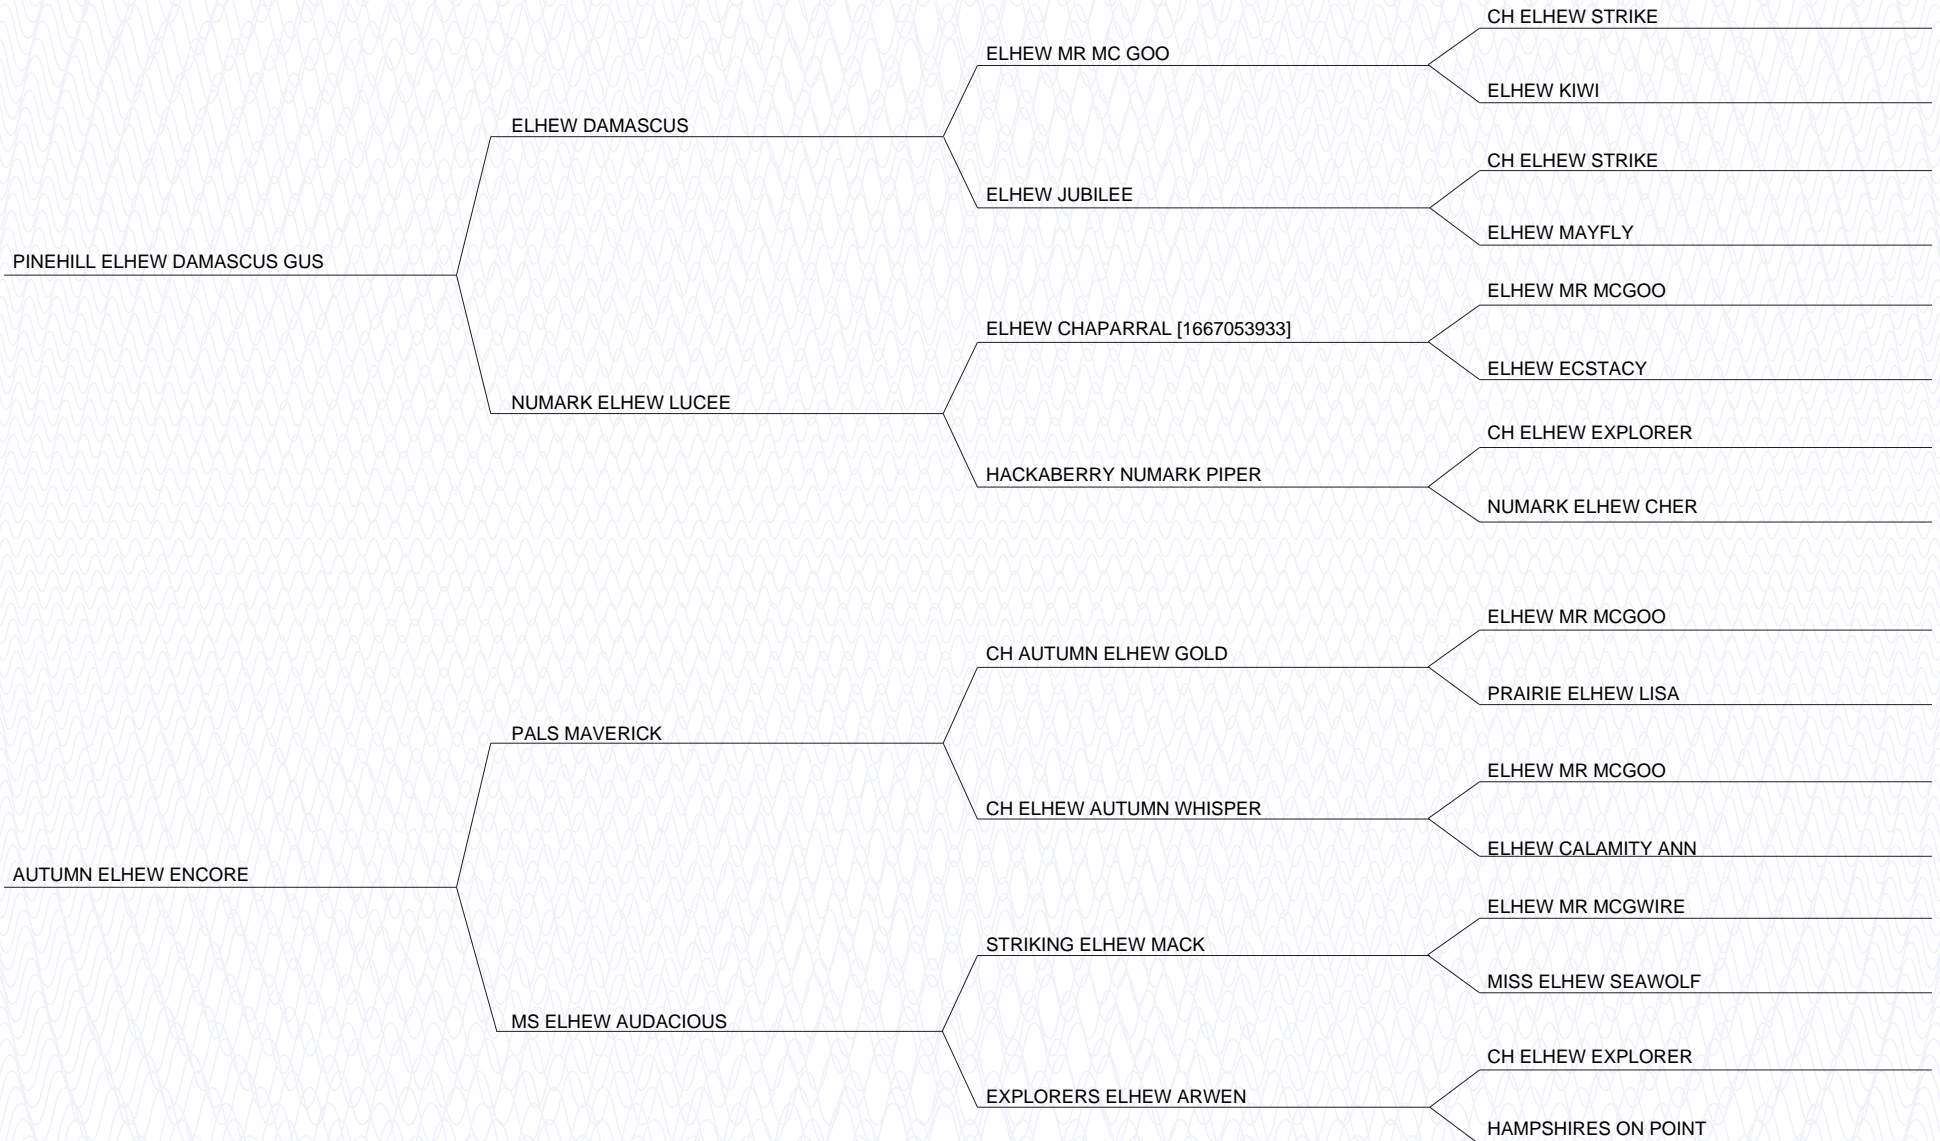 CH ELHEW STRIKE
ELHEW MR MC GOO
ELHEW KIWI
ELHEW DAMASCUS
CH ELHEW STRIKE
ELHEW JUBILEE
ELHEW MAYFLY
PINEHILL ELHEW DAMASCUS GUS
ELHEW MR MCGOO
ELHEW CHAPARRAL [1667053933]
ELHEW ECSTACY
NUMARK ELHEW LUCEE
CH ELHEW EXPLORER
HACKABERRY NUMARK PIPER
NUMARK ELHEW CHER
ELHEW MR MCGOO
CH AUTUMN ELHEW GOLD
PRAIRIE ELHEW LISA
PALS MAVERICK
ELHEW MR MCGOO
CH ELHEW AUTUMN WHISPER
ELHEW CALAMITY ANN
AUTUMN ELHEW ENCORE
ELHEW MR MCGWIRE
STRIKING ELHEW MACK
MISS ELHEW SEAWOLF
MS ELHEW AUDACIOUS
CH ELHEW EXPLORER
EXPLORERS ELHEW ARWEN
HAMPSHIRES ON POINT